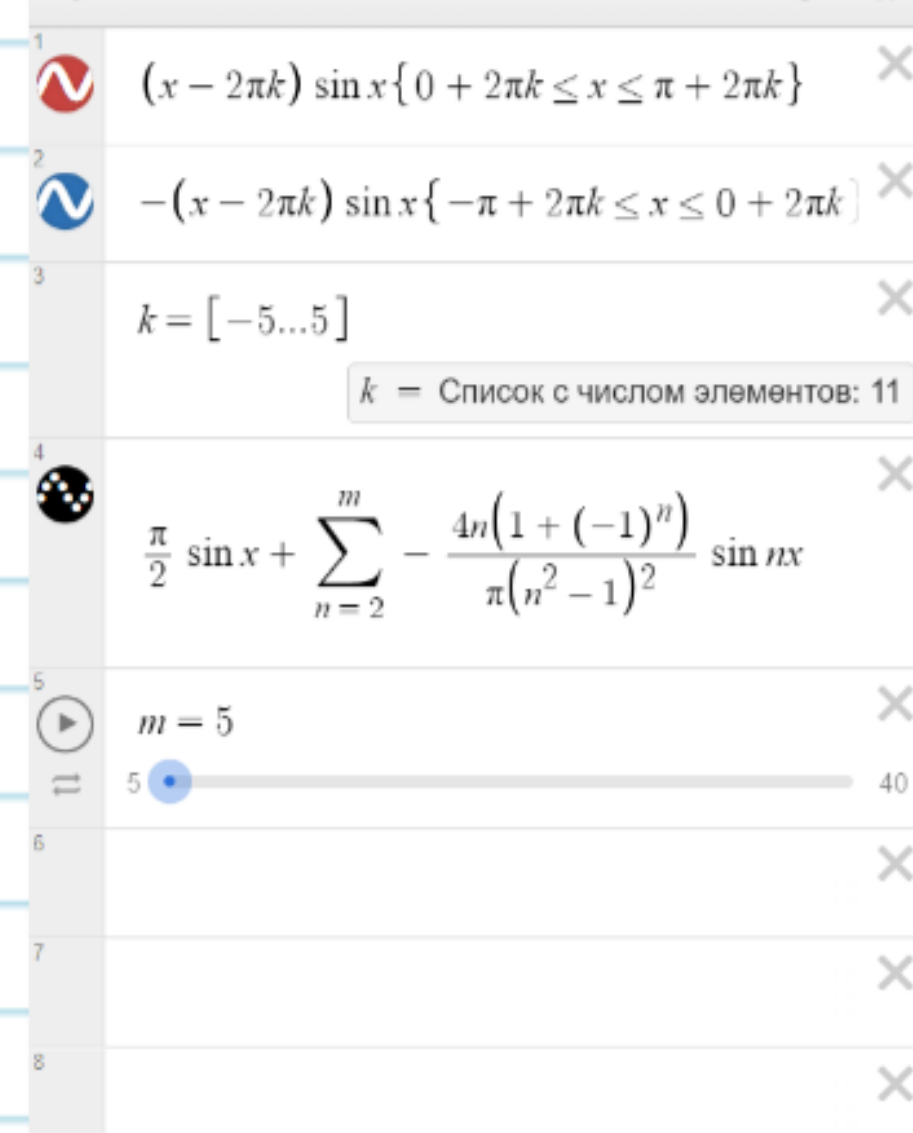 1
(x − 2πk) sin x{0 + 2πk ≤ x ≤ π + 2πk}
2
−(x − 2πk) sin x{−π + 2πk ≤ x ≤ 0 + 2πk}
3
k = [−5...5]
k = Список с числом элементов: 11
4
π/2 sin x + ∑_{n = 2}^{m} − 4n(1 + (−1)^n)/π(n^2 − 1)^2 sin nx
5
m = 5
5 40
6
7
8